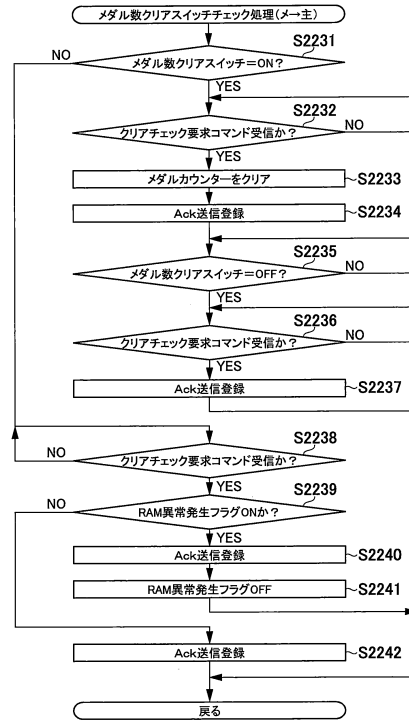 メダル数クリアスイッチチェック処理(メ→主)
S2231
NO
メダル数クリアスイッチ=ON?
YES
S2232
クリアチェック要求コマンド受信か?
NO
YES
メダルカウンターをクリア
S2233
Ack送信登録
S2234
S2235
メダル数クリアスイッチ=OFF?
NO
YES
S2236
クリアチェック要求コマンド受信か?
NO
YES
Ack送信登録
S2237
S2238
NO
クリアチェック要求コマンド受信か?
YES
S2239
NO
RAM異常発生フラグONか?
YES
Ack送信登録
S2240
RAM異常発生フラグOFF
S2241
Ack送信登録
S2242
戻る